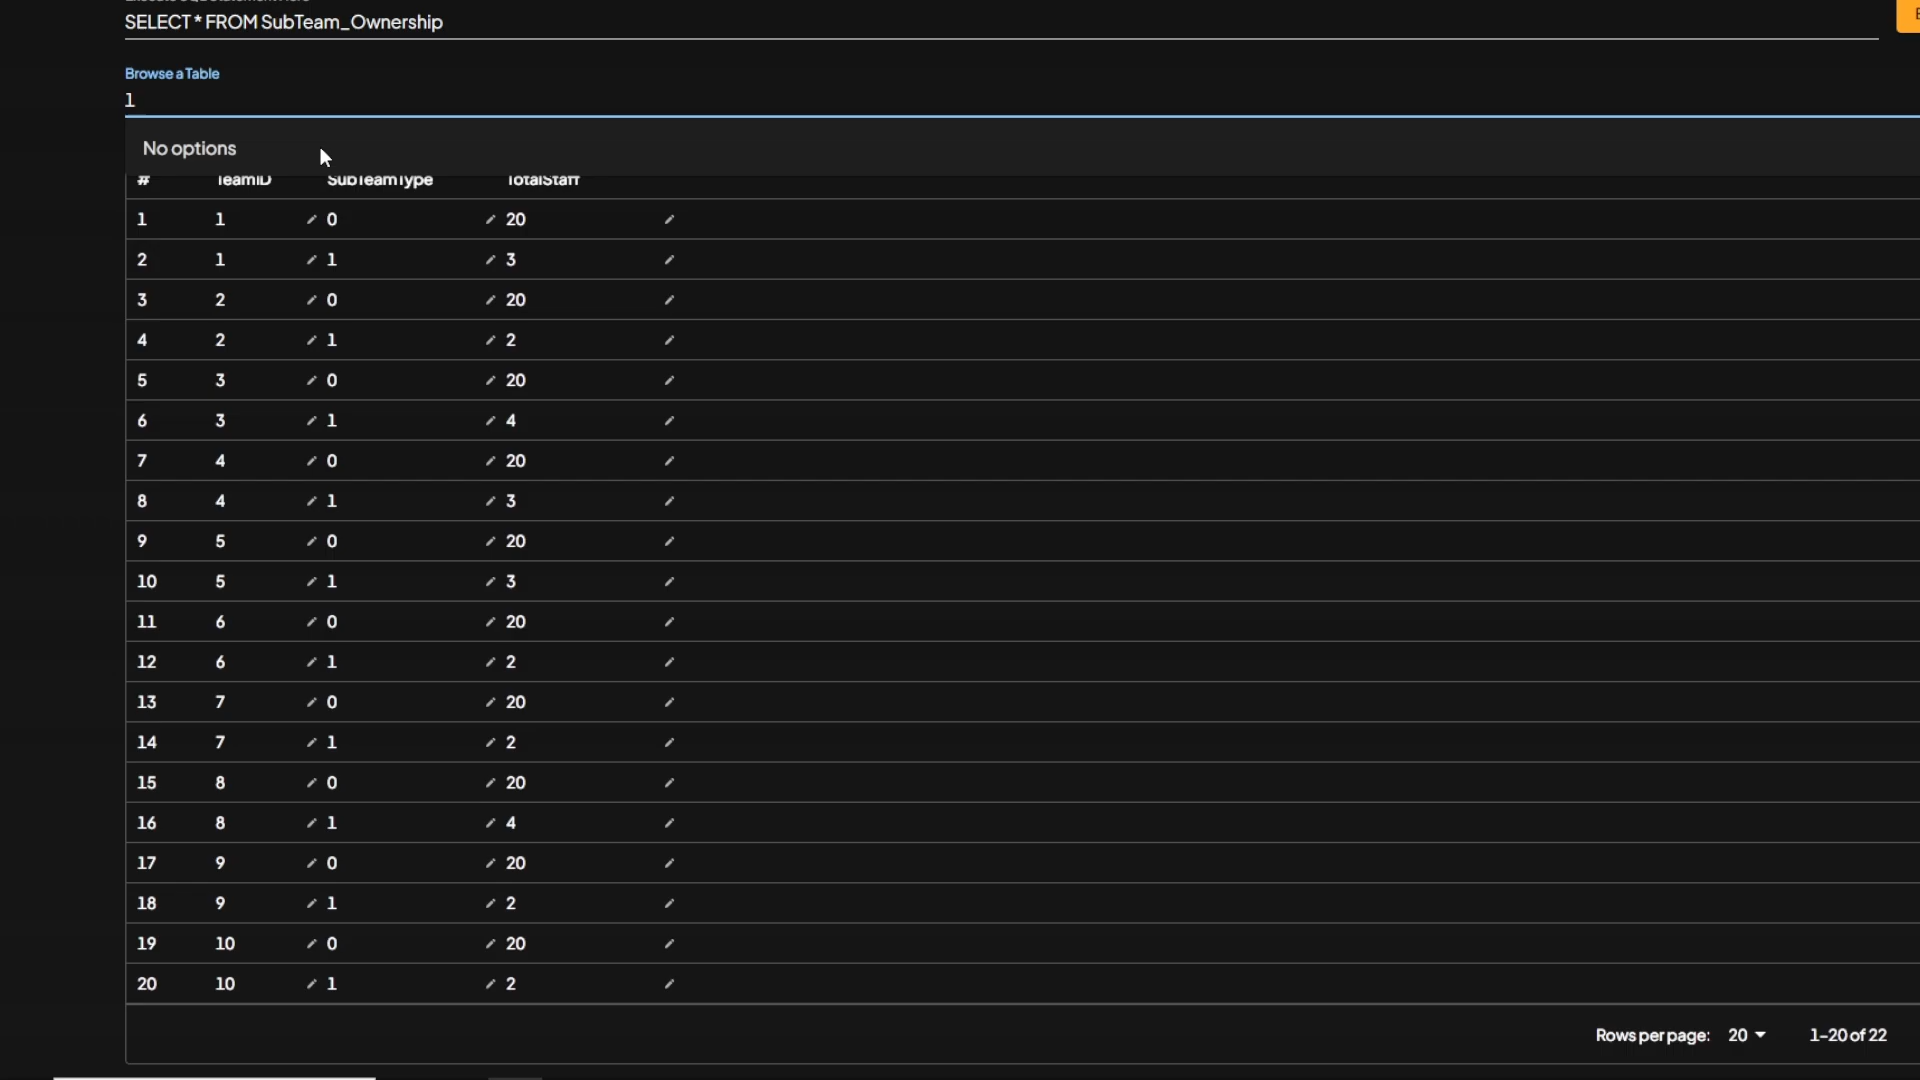 SELECT * FROM SubTeam_Ownership
Browse a Table
1
No options
# TeamID SubTeamType TotalStaff
1 1 0 20
2 1 1 3
3 2 0 20
4 2 1 2
5 3 0 20
6 3 1 4
7 4 0 20
8 4 1 3
9 5 0 20
10 5 1 3
11 6 0 20
12 6 1 2
13 7 0 20
14 7 1 2
15 8 0 20
16 8 1 4
17 9 0 20
18 9 1 2
19 10 0 20
20 10 1 2
Rows per page: 20 1–20 of 22